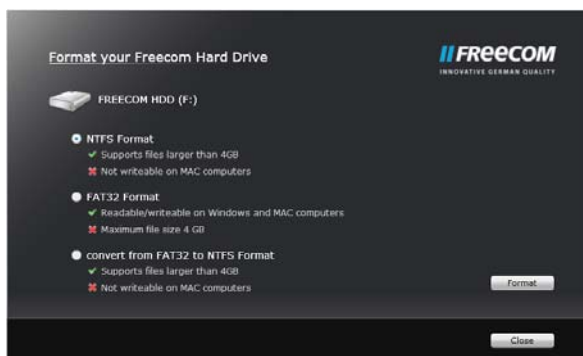 Format your Freecom Hard Drive
FREECOM
INNOVATIVE GERMAN QUALITY
FREECOM HDD (F:)
NTFS Format
Supports files larger than 4GB
Not writeable on MAC computers
FAT32 Format
Readable/writeable on Windows and MAC computers
Maximum file size 4 GB
convert from FAT32 to NTFS Format
Supports files larger than 4GB
Not writeable on MAC computers
Format
Close